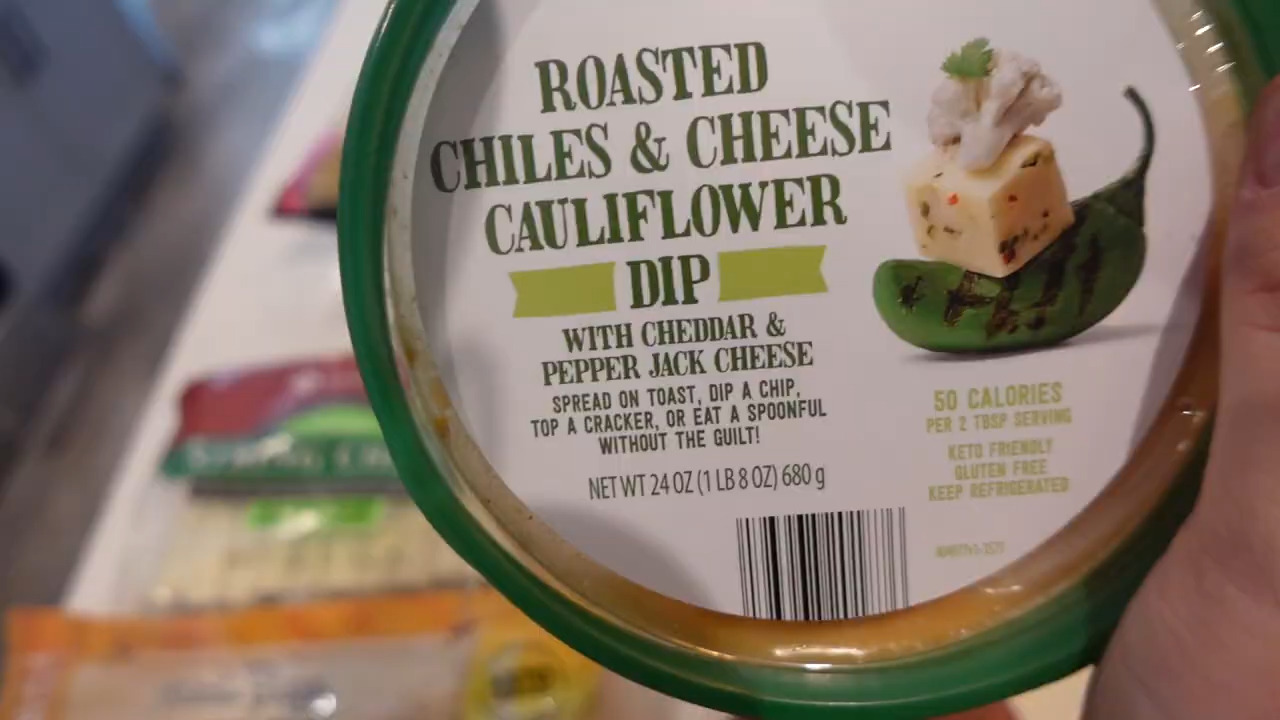 ROASTED
CHILES & CHEESE
CAULIFLOWER
DIP
WITH CHEDDAR &
PEPPER JACK CHEESE
SPREAD ON TOAST, DIP A CHIP,
TOP A CRACKER, OR EAT A SPOONFUL
WITHOUT THE GUILT!
NET WT 24 OZ (1 LB 8 OZ) 680 g
50 CALORIES
PER 2 TBSP SERVING
KETO FRIENDLY
GLUTEN FREE
KEEP REFRIGERATED